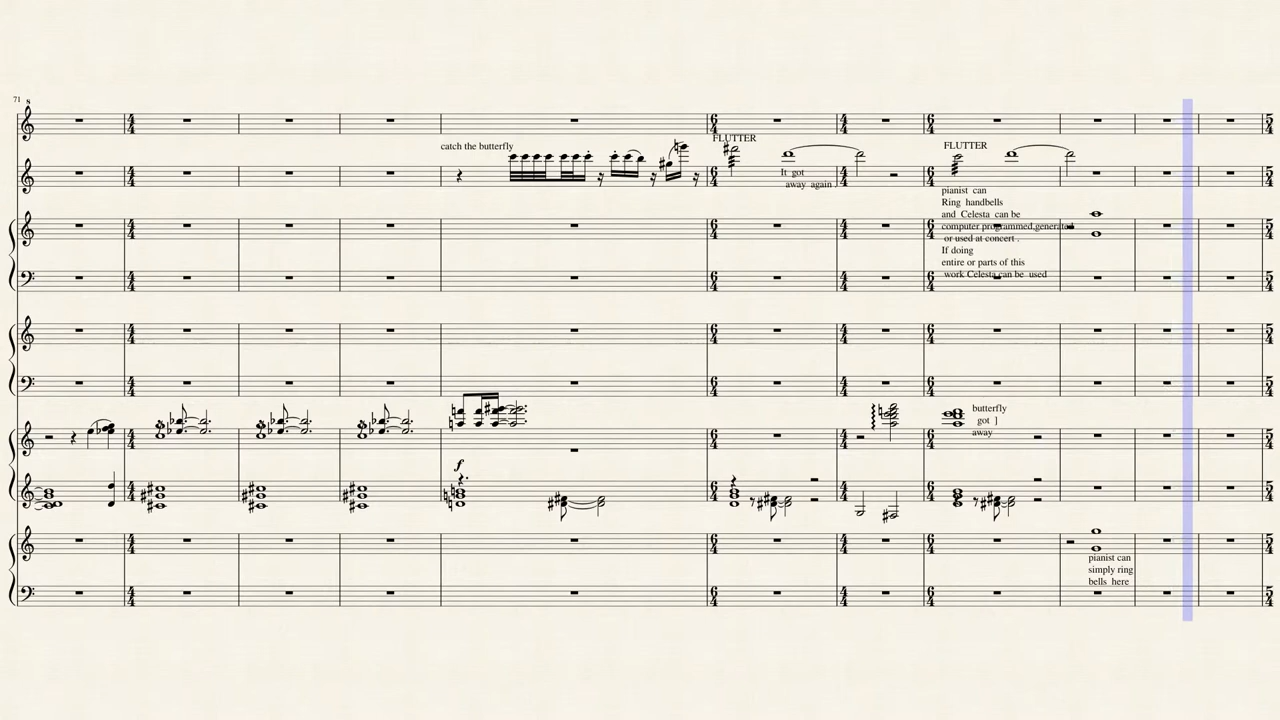 71
8
catch the butterfly
FLUTTER
It got
away again
FLUTTER
pianist can
Ring handbells
and Celesta can be
computer programmed,generated
or used at concert .
If doing
entire or parts of this
work Celesta can be used
butterfly
got ]
away
f
pianist can
simply ring
bells here